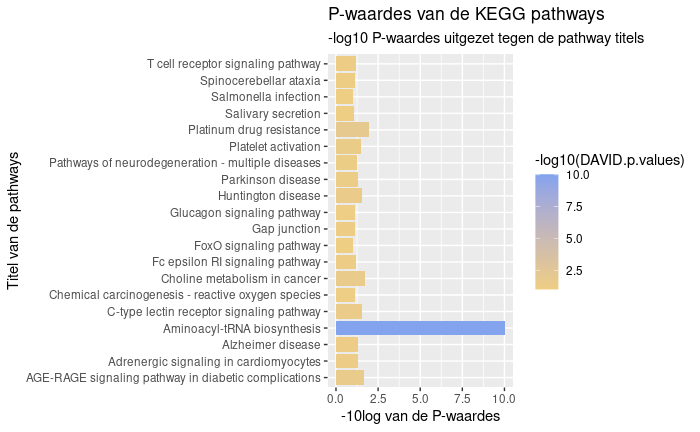 P-waardes van de KEGG pathways
-log10 P-waardes uitgezet tegen de pathway titels
Titel van de pathways
T cell receptor signaling pathway
Spinocerebellar ataxia
Salmonella infection
Salivary secretion
Platinum drug resistance
Platelet activation
Pathways of neurodegeneration - multiple diseases
Parkinson disease
Huntington disease
Glucagon signaling pathway
Gap junction
FoxO signaling pathway
Fc epsilon RI signaling pathway
Choline metabolism in cancer
Chemical carcinogenesis - reactive oxygen species
C-type lectin receptor signaling pathway
Aminoacyl-tRNA biosynthesis
Alzheimer disease
Adrenergic signaling in cardiomyocytes
AGE-RAGE signaling pathway in diabetic complications
0.0 2.5 5.0 7.5 10.0
-10log van de P-waardes
-log10(DAVID.p.values)
10.0
7.5
5.0
2.5